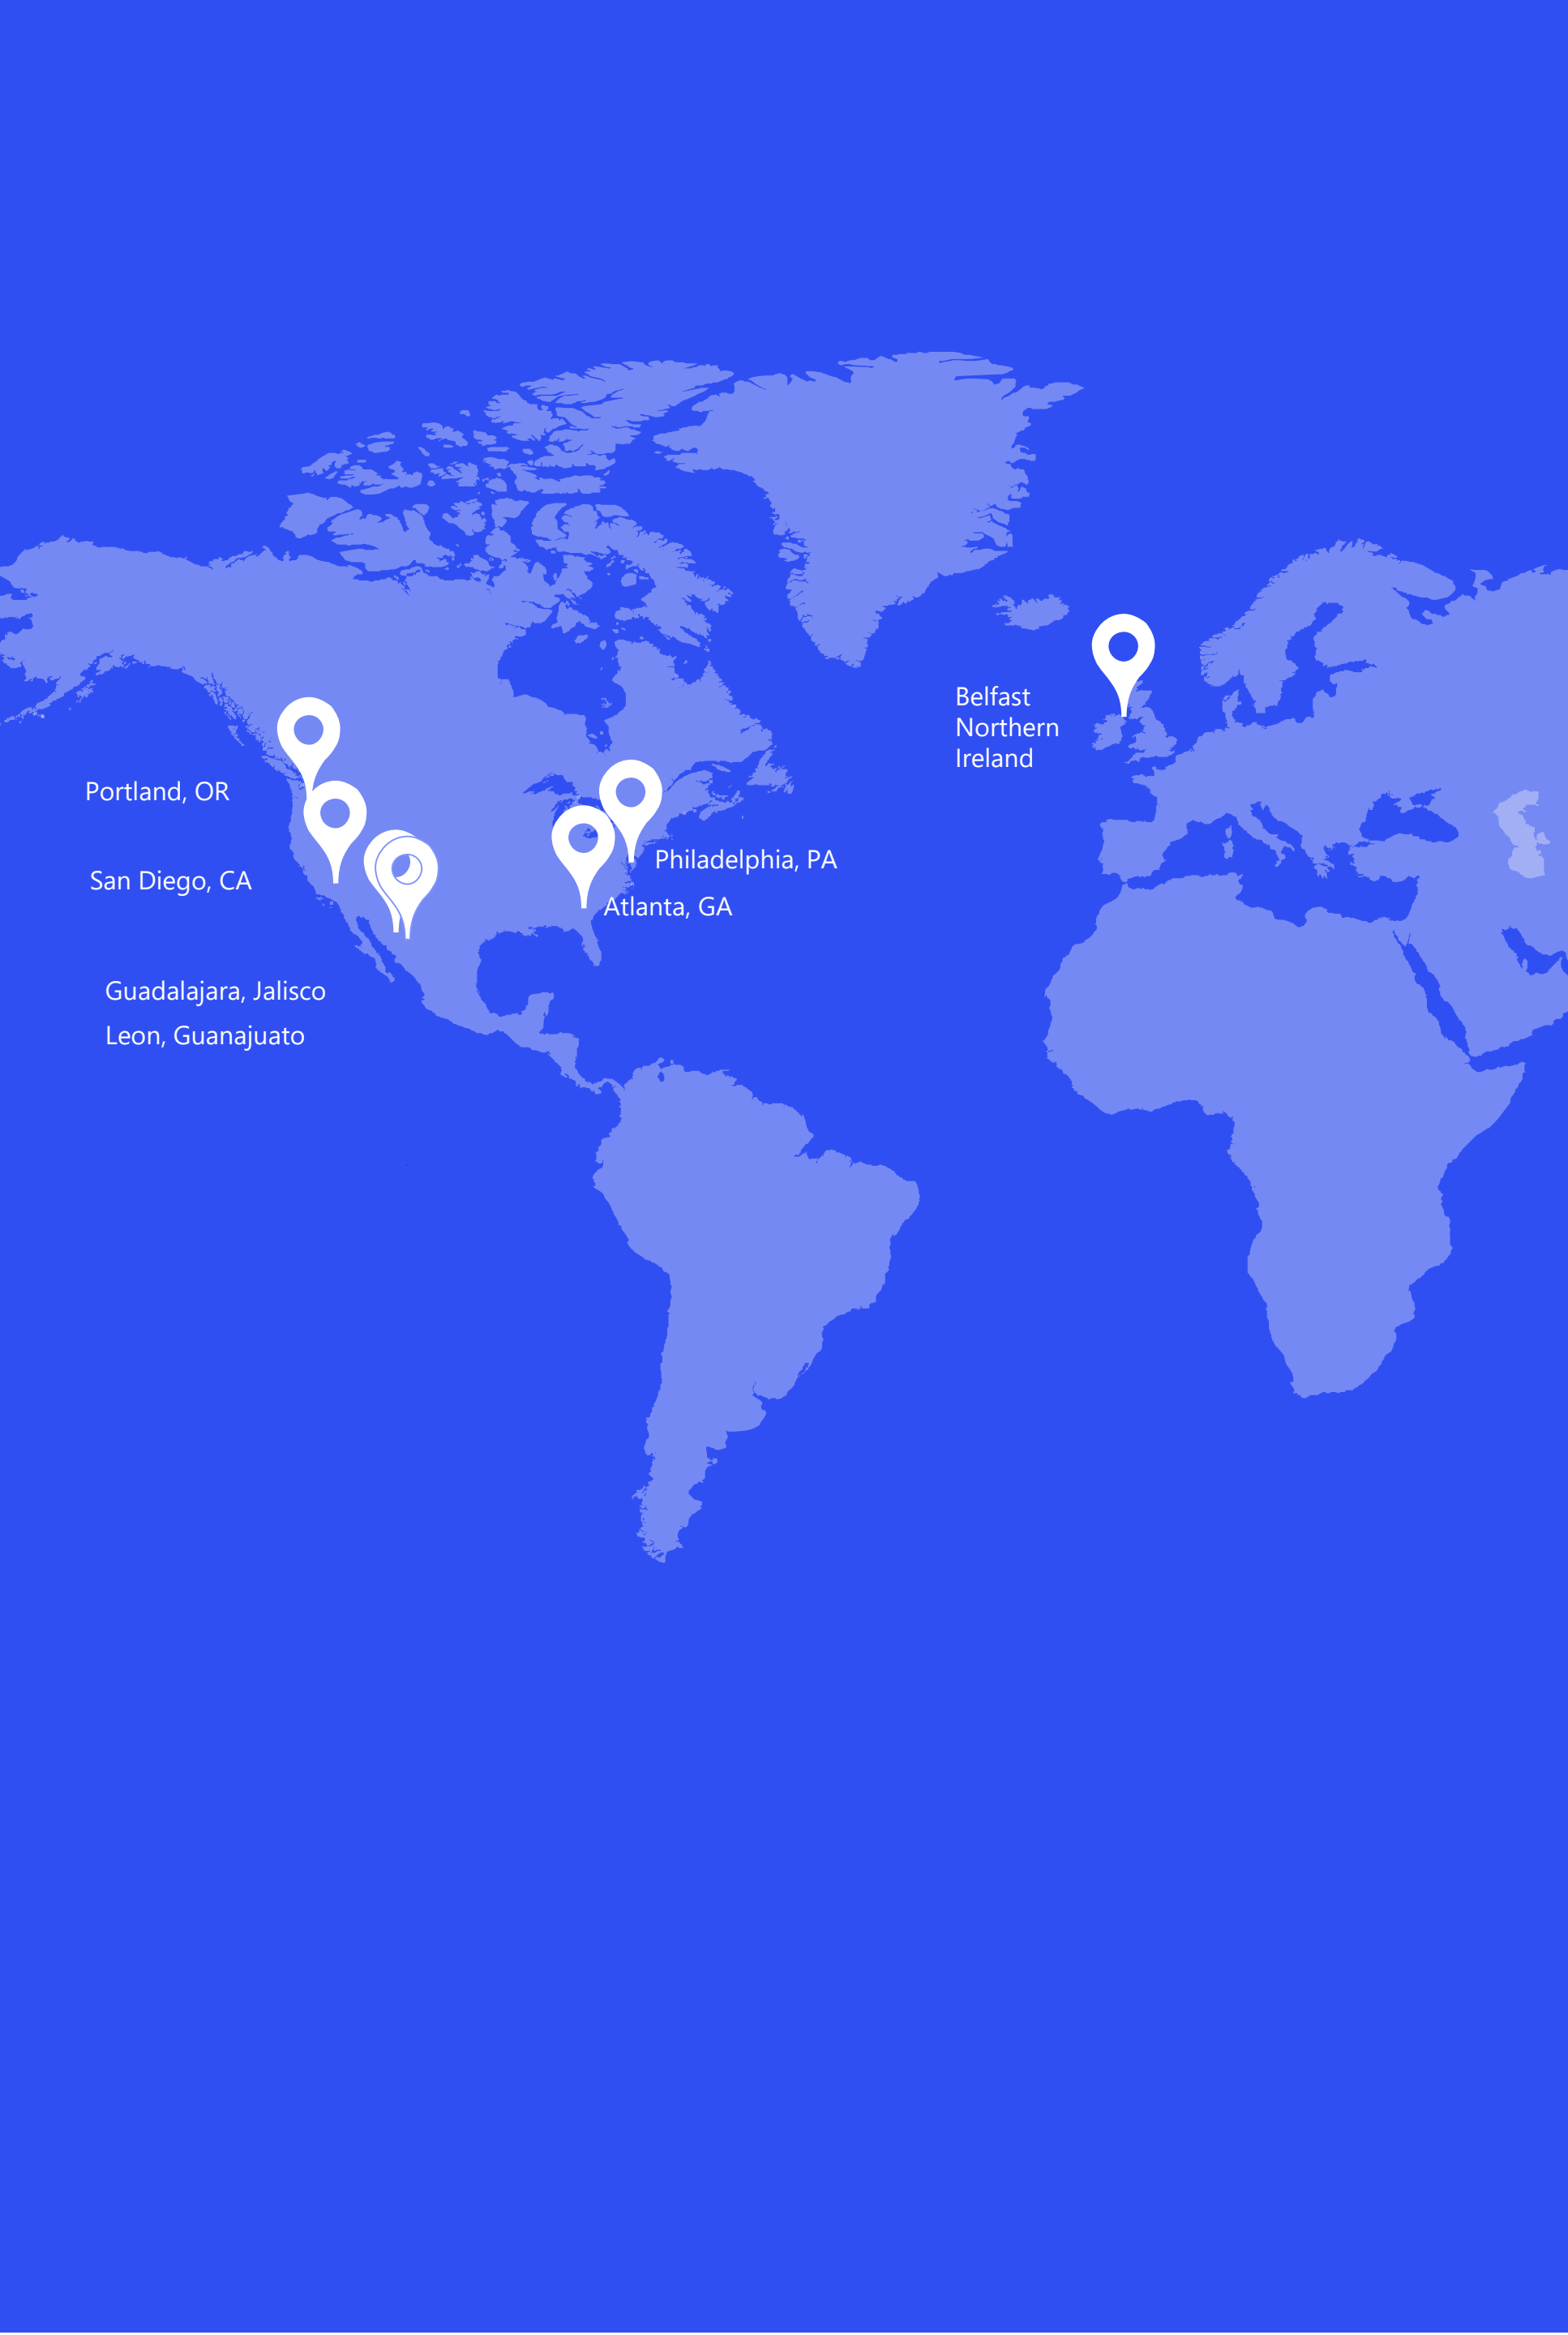 Belfast
Northern
Ireland
Portland, OR
Philadelphia, PA
San Diego, CA
Atlanta, GA
Guadalajara, Jalisco
Leon, Guanajuato